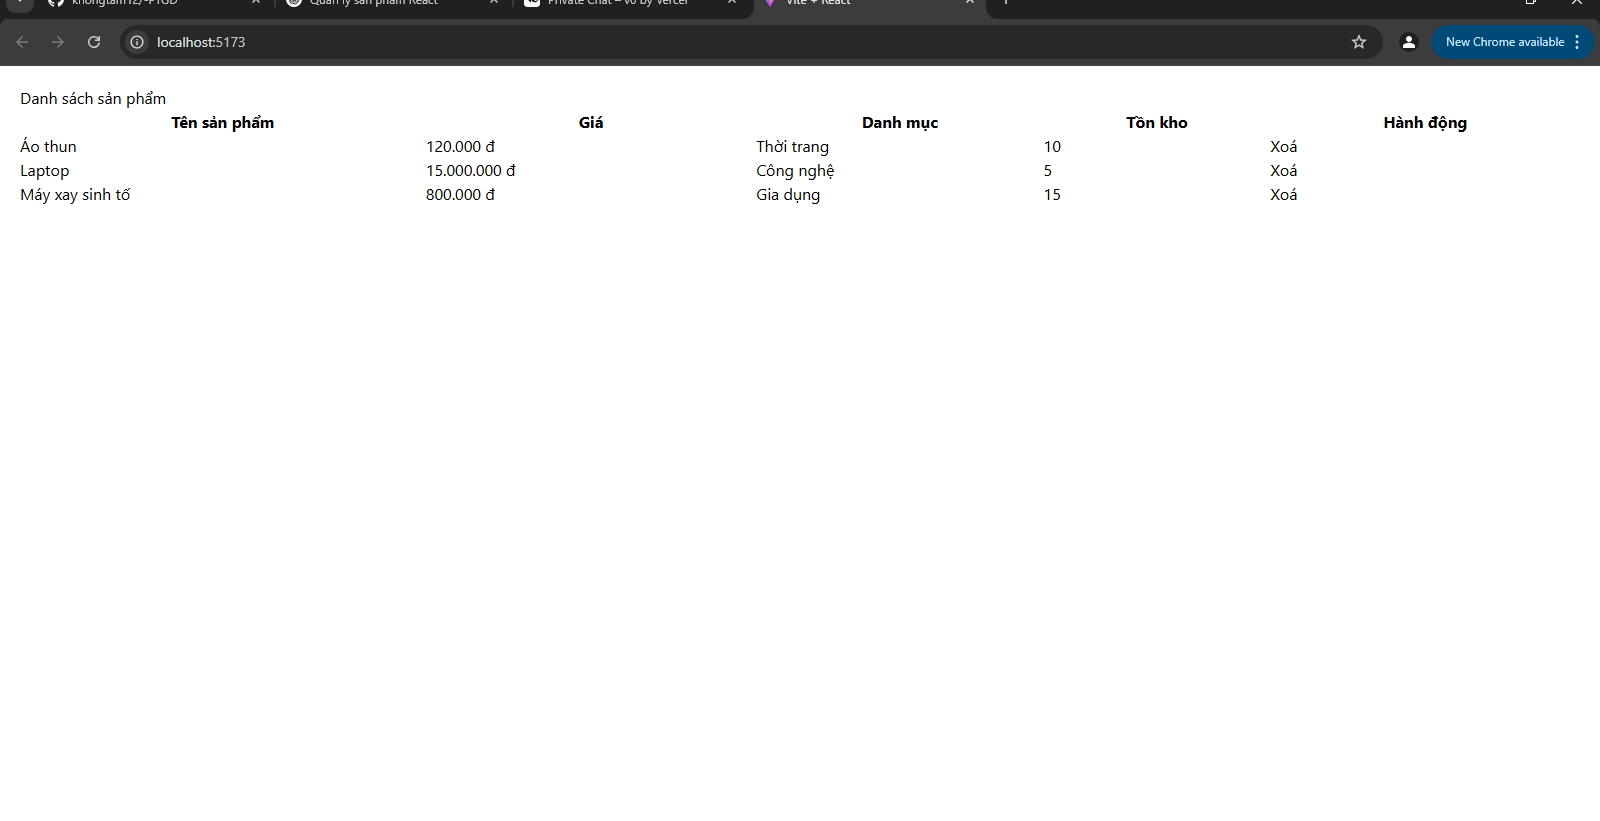 khongtam12/-PTGD
Quản lý sản phẩm React
Private Chat – v0 by Vercel
Vite + React
localhost:5173
New Chrome available
Danh sách sản phẩm
Tên sản phẩm Giá Danh mục Tồn kho Hành động
Áo thun 120.000 đ Thời trang 10 Xoá
Laptop 15.000.000 đ Công nghệ 5 Xoá
Máy xay sinh tố 800.000 đ Gia dụng 15 Xoá